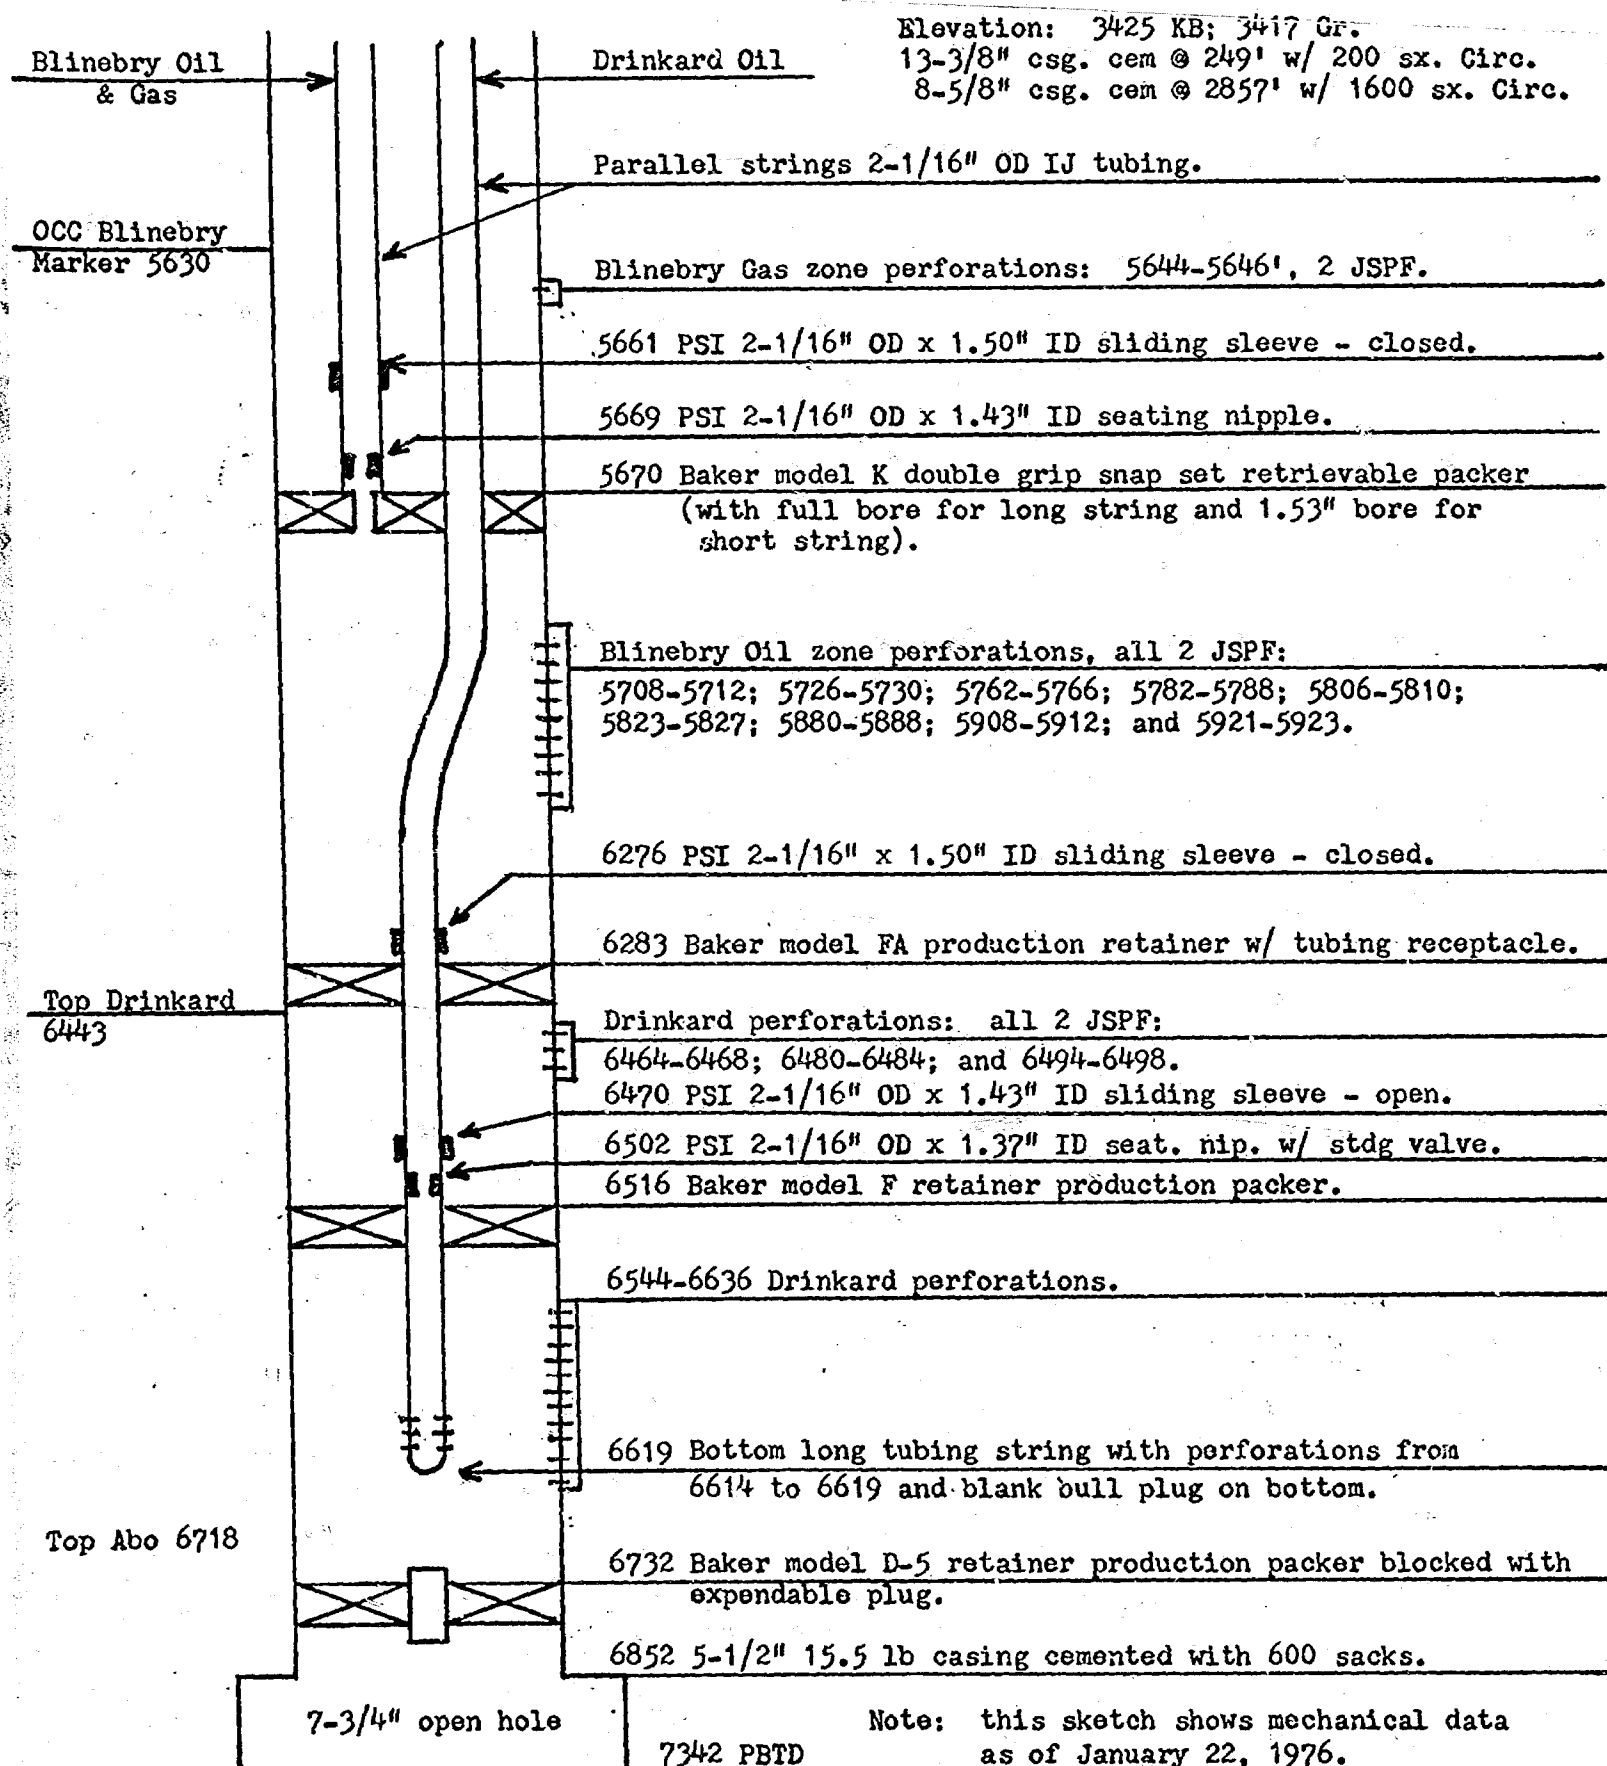 Elevation: 3425 KB; 3417 Gr.
13-3/8" csg. cem @ 249' w/ 200 sx. Circ.
8-5/8" csg. cem @ 2857' w/ 1600 sx. Circ.
Blinebry Oil
& Gas
Drinkard Oil
Parallel strings 2-1/16" OD IJ tubing.
OCC Blinebry
Marker 5630
Blinebry Gas zone perforations: 5644-5646', 2 JSPF.
5661 PSI 2-1/16" OD x 1.50" ID sliding sleeve - closed.
5669 PSI 2-1/16" OD x 1.43" ID seating nipple.
5670 Baker model K double grip snap set retrievable packer
(with full bore for long string and 1.53" bore for
short string).
Blinebry Oil zone perforations, all 2 JSPF:
5708-5712; 5726-5730; 5762-5766; 5782-5788; 5806-5810;
5823-5827; 5880-5888; 5908-5912; and 5921-5923.
6276 PSI 2-1/16" x 1.50" ID sliding sleeve - closed.
6283 Baker model FA production retainer w/ tubing receptacle.
Top Drinkard
6443
Drinkard perforations: all 2 JSPF:
6464-6468; 6480-6484; and 6494-6498.
6470 PSI 2-1/16" OD x 1.43" ID sliding sleeve - open.
6502 PSI 2-1/16" OD x 1.37" ID seat. nip. w/ stdg valve.
6516 Baker model F retainer production packer.
6544-6636 Drinkard perforations.
6619 Bottom long tubing string with perforations from
6614 to 6619 and blank bull plug on bottom.
Top Abo 6718
6732 Baker model D-5 retainer production packer blocked with
expendable plug.
6852 5-1/2" 15.5 lb casing cemented with 600 sacks.
7-3/4" open hole
7342 PBTD
Note: this sketch shows mechanical data
as of January 22, 1976.